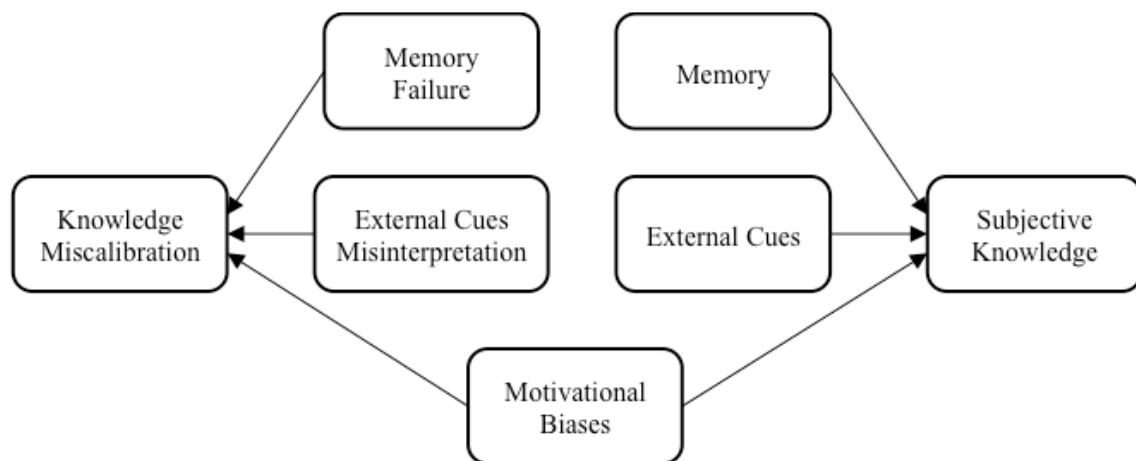 Memory
Failure
Memory
Knowledge
Miscalibration
External Cues
Misinterpretation
External Cues
Subjective
Knowledge
Motivational
Biases